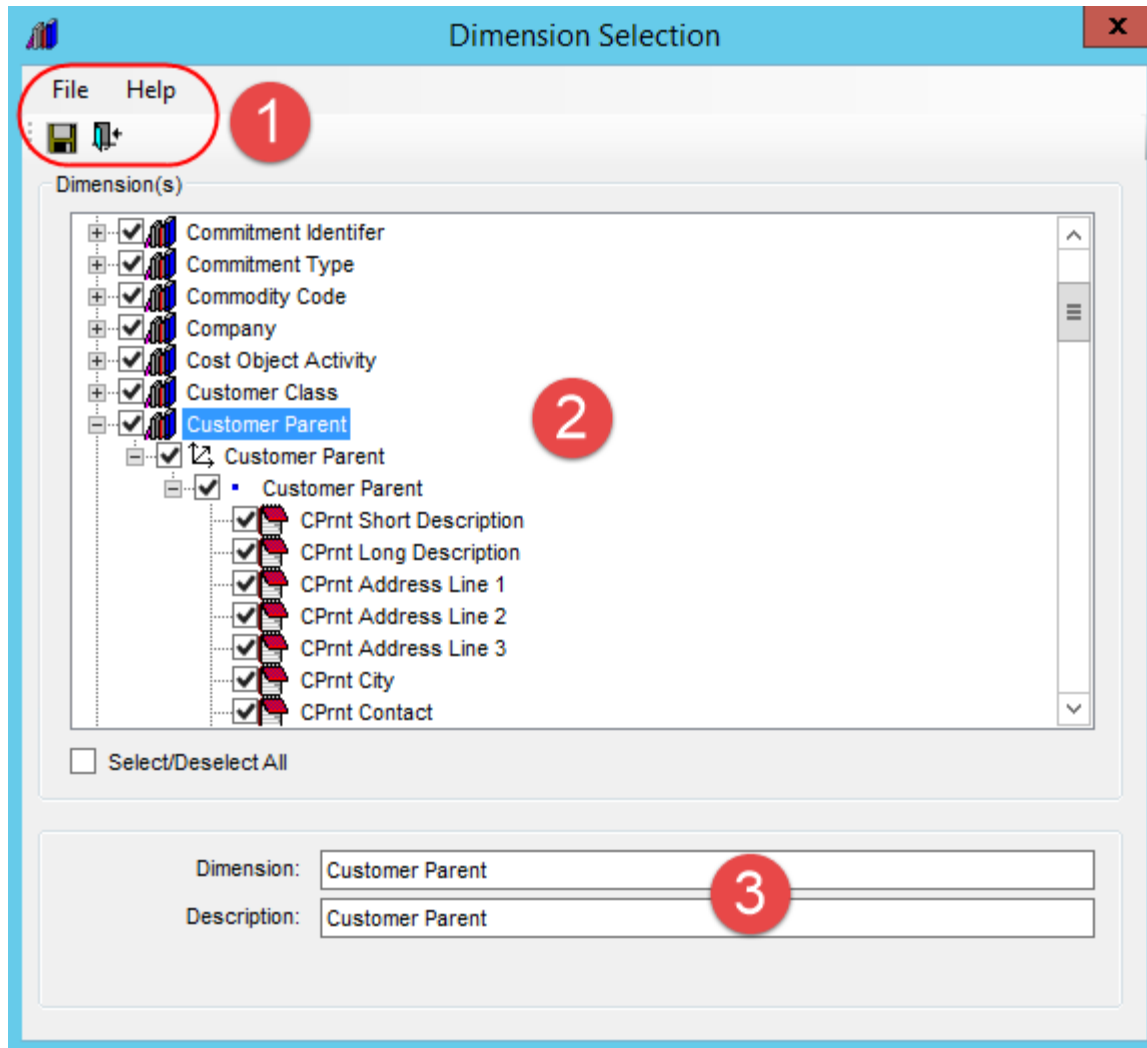 Dimension Selection
x
File Help
1
Dimension(s)
Commitment Identifer
Commitment Type
Commodity Code
Company
Cost Object Activity
Customer Class
Customer Parent
Customer Parent
Customer Parent
CPrnt Short Description
CPrnt Long Description
CPrnt Address Line 1
CPrnt Address Line 2
CPrnt Address Line 3
CPrnt City
CPrnt Contact
2
Select/Deselect All
Dimension: Customer Parent
Description: Customer Parent
3